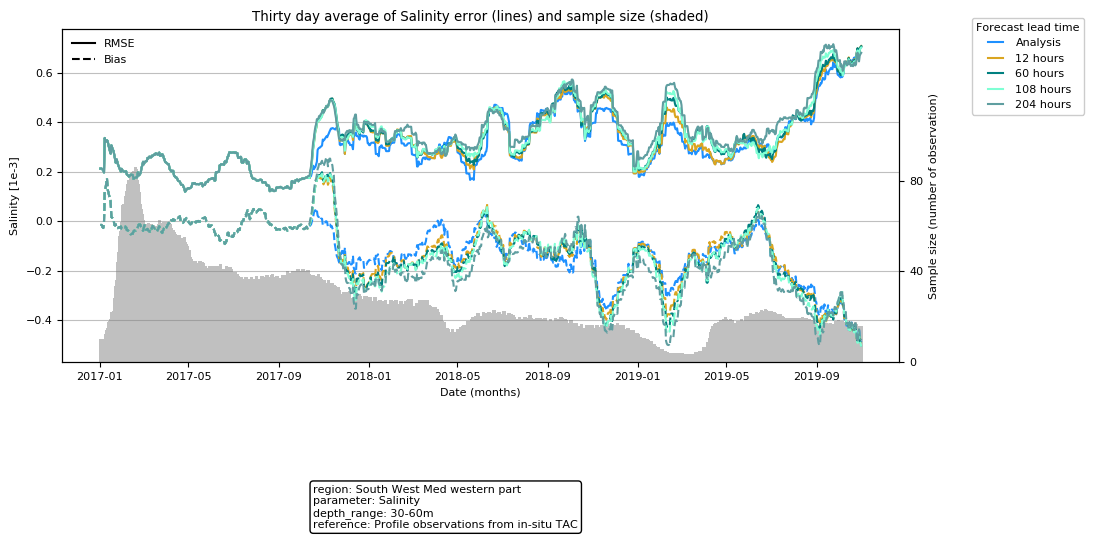 Thirty day average of Salinity error (lines) and sample size (shaded)
RMSE
Bias
Forecast lead time
Analysis
12 hours
60 hours
108 hours
204 hours
Salinity [1e-3]
0.6
0.4
0.2
0.0
−0.2
−0.4
Sample size (number of observation)
80
40
0
2017-01 2017-05 2017-09 2018-01 2018-05 2018-09 2019-01 2019-05 2019-09
Date (months)
region: South West Med western part
parameter: Salinity
depth_range: 30-60m
reference: Profile observations from in-situ TAC